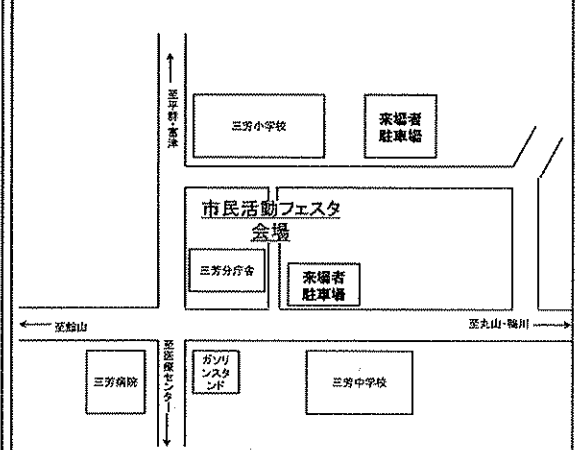 至平群・富津
三芳小学校
来場者
駐車場
市民活動フェスタ
会場
三芳分庁舎
来場者
駐車場
至館山
至丸山・鴨川
三芳病院
至医療センター
ガソリ
ンスタ
ンド
三芳中学校